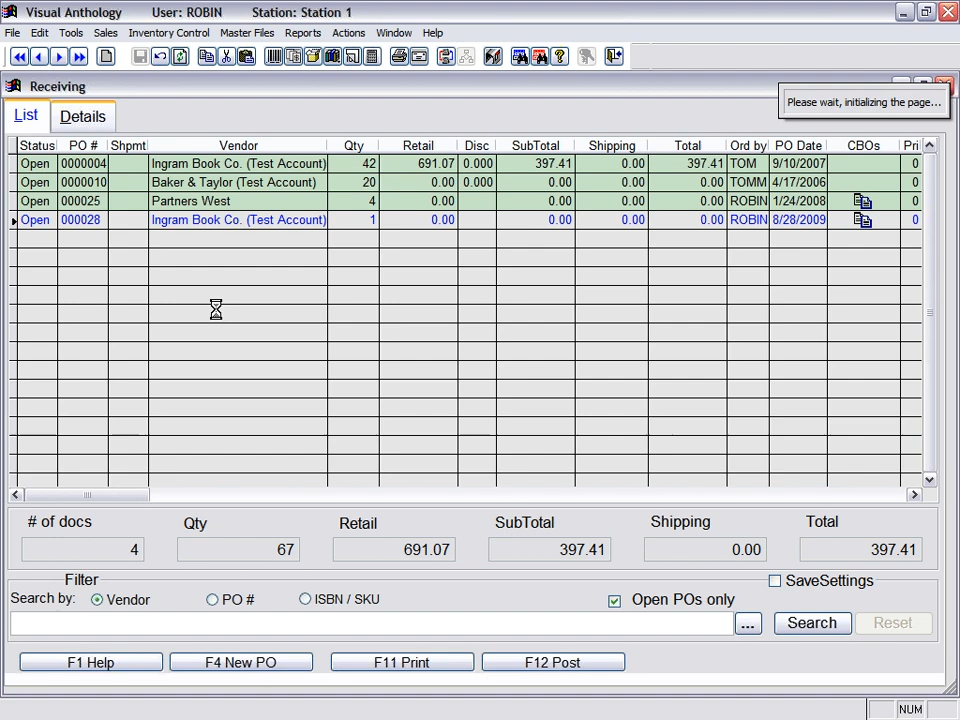 Visual Anthology User: ROBIN Station: Station 1
File Edit Tools Sales Inventory Control Master Files Reports Actions Window Help
Receiving
Please wait, initializing the page...
List Details
Status PO # Shpmt Vendor Qty Retail Disc SubTotal Shipping Total Ord by PO Date CBOs Pri
Open 0000004 Ingram Book Co. (Test Account) 42 691.07 0.000 397.41 0.00 397.41 TOM 9/10/2007 0
Open 0000010 Baker & Taylor (Test Account) 20 0.00 0.000 0.00 0.00 0.00 TOMM 4/17/2006 0
Open 000025 Partners West 4 0.00 0.00 0.00 0.00 ROBIN 1/24/2008 0
Open 000028 Ingram Book Co. (Test Account) 1 0.00 0.00 0.00 0.00 ROBIN 8/28/2009 0
# of docs Qty Retail SubTotal Shipping Total
4 67 691.07 397.41 0.00 397.41
Filter SaveSettings
Search by: Vendor PO # ISBN / SKU Open POs only
... Search Reset
F1 Help F4 New PO F11 Print F12 Post
NUM